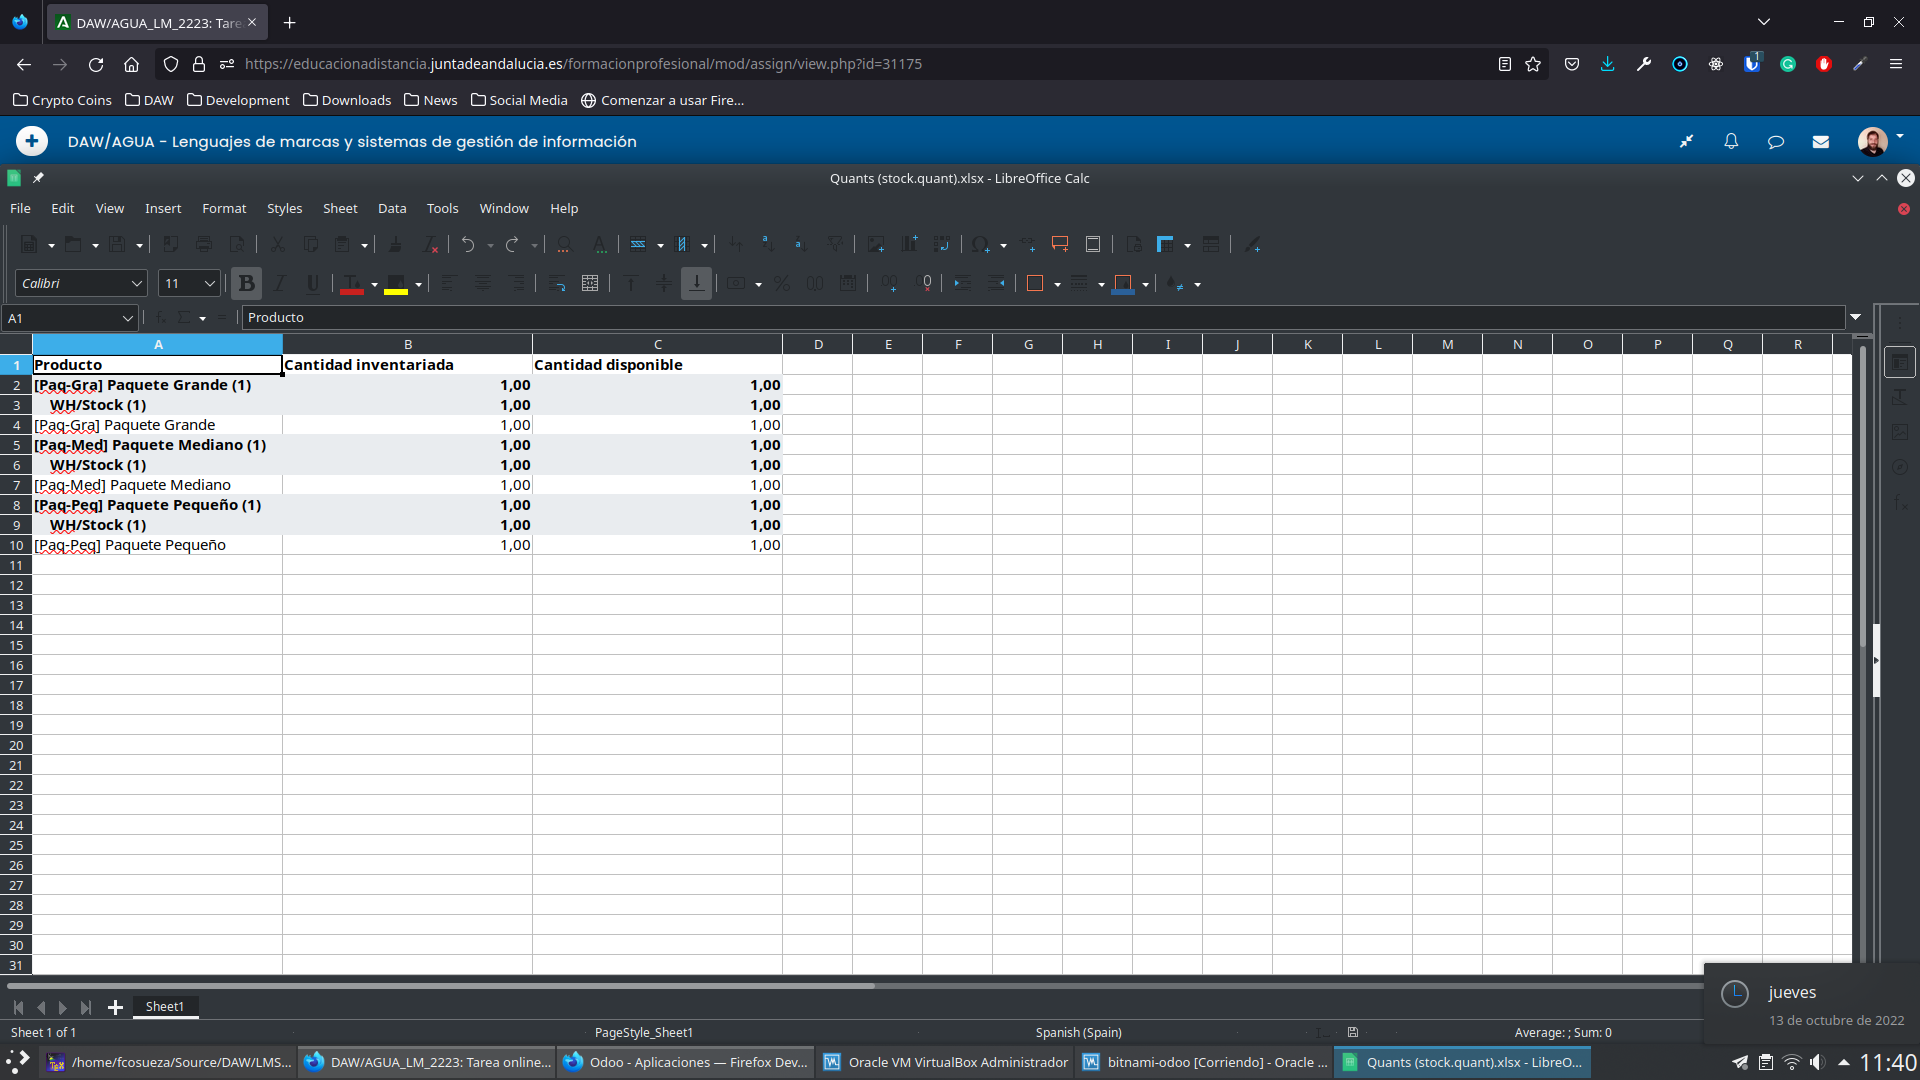 DAW/AGUA_LM_2223: Tare
https://educacionadistancia.juntadeandalucia.es/formacionprofesional/mod/assign/view.php?id=31175
1
Crypto Coins DAW Development Downloads News Social Media Comenzar a usar Fire...
DAW/AGUA - Lenguajes de marcas y sistemas de gestión de información
Quants (stock.quant).xlsx - LibreOffice Calc
File Edit View Insert Format Styles Sheet Data Tools Window Help
Calibri 11
A1 Producto
A B C D E F G H I J K L M N O P Q R
1 Producto Cantidad inventariada Cantidad disponible
2 [Paq-Gra] Paquete Grande (1) 1,00 1,00
3 WH/Stock (1) 1,00 1,00
4 [Paq-Gra] Paquete Grande 1,00 1,00
5 [Paq-Med] Paquete Mediano (1) 1,00 1,00
6 WH/Stock (1) 1,00 1,00
7 [Paq-Med] Paquete Mediano 1,00 1,00
8 [Paq-Peq] Paquete Pequeño (1) 1,00 1,00
9 WH/Stock (1) 1,00 1,00
10 [Paq-Peq] Paquete Pequeño 1,00 1,00
11
12
13
14
15
16
17
18
19
20
21
22
23
24
25
26
27
28
29
30
31
Sheet1
jueves
13 de octubre de 2022
Sheet 1 of 1 PageStyle_Sheet1 Spanish (Spain) Average: ; Sum: 0
/home/fcosueza/Source/DAW/LMS... DAW/AGUA_LM_2223: Tarea online... Odoo - Aplicaciones — Firefox Dev... Oracle VM VirtualBox Administrador bitnami-odoo [Corriendo] - Oracle ... Quants (stock.quant).xlsx - LibreO... 11:40